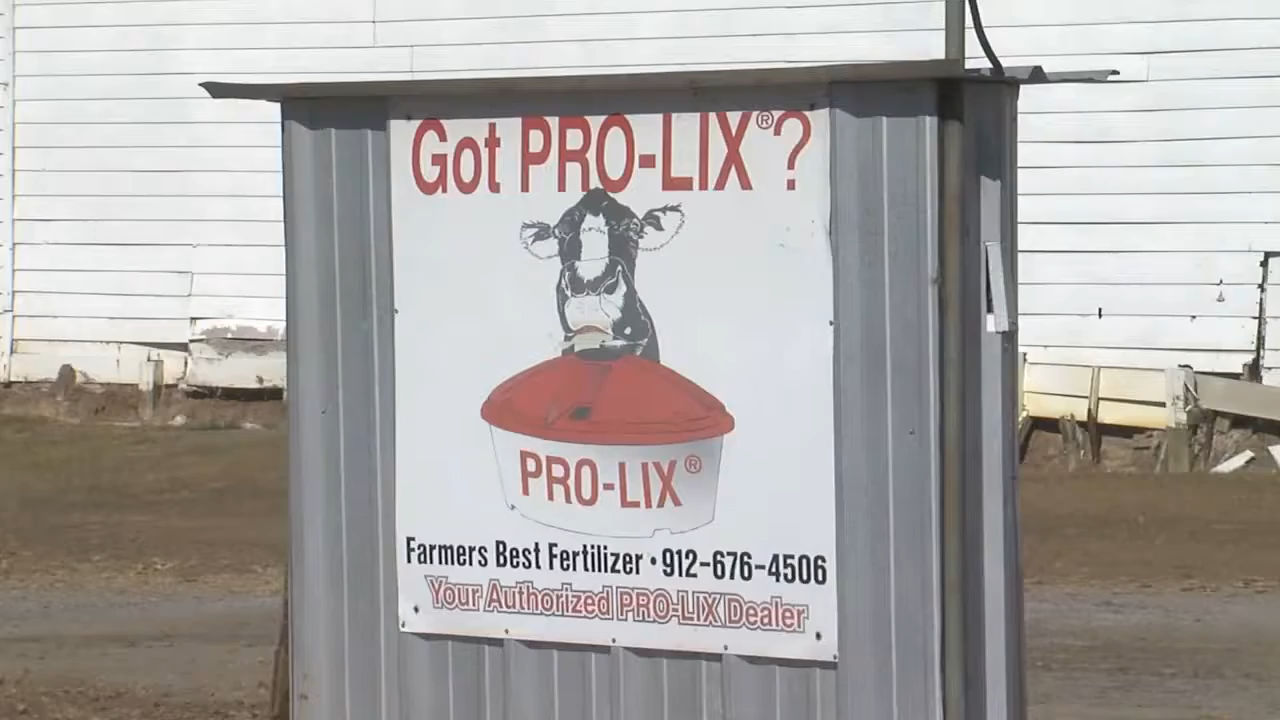 Got PRO-LIX®?
PRO-LIX®
Farmers Best Fertilizer • 912-676-4506
Your Authorized PRO-LIX Dealer